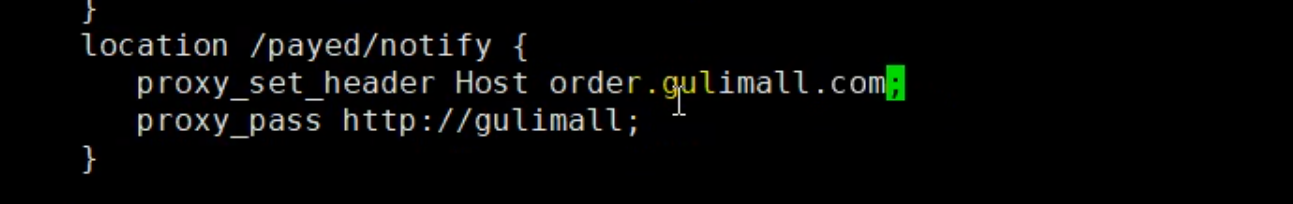 }
location /payed/notify {
proxy_set_header Host order.gulimall.com;
proxy_pass http://gulimall;
}